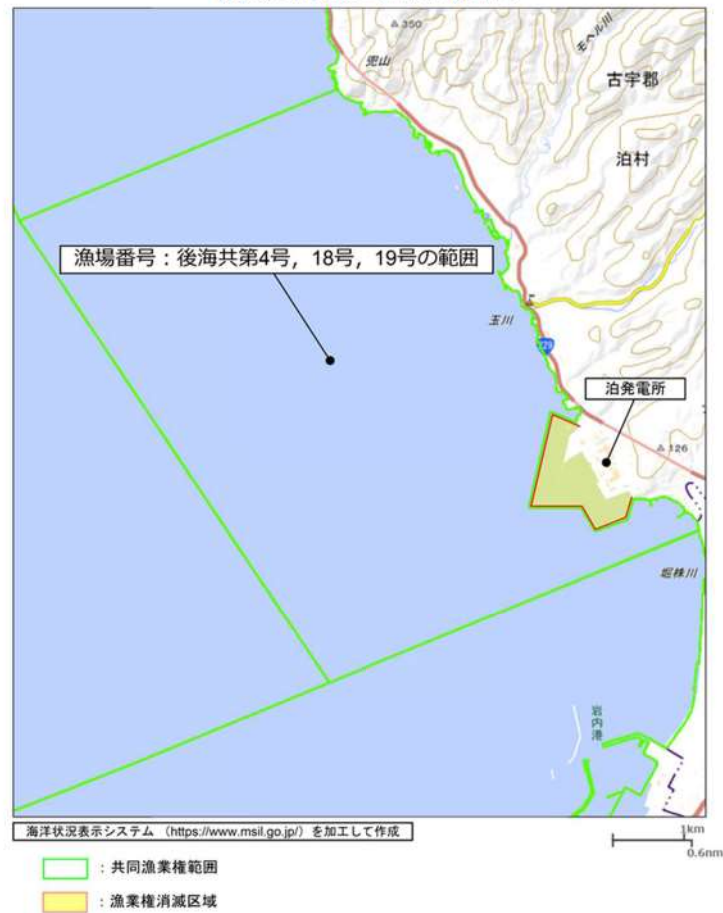 350
兜山
モヘル川
古宇郡
泊村
漁場番号：後海共第4号，18号，19号の範囲
玉川
229
泊発電所
126
堀株川
岩内港
海洋状況表示システム （https://www.msil.go.jp/）を加工して作成
1km
0.6nm
：共同漁業権範囲
：漁業権消滅区域